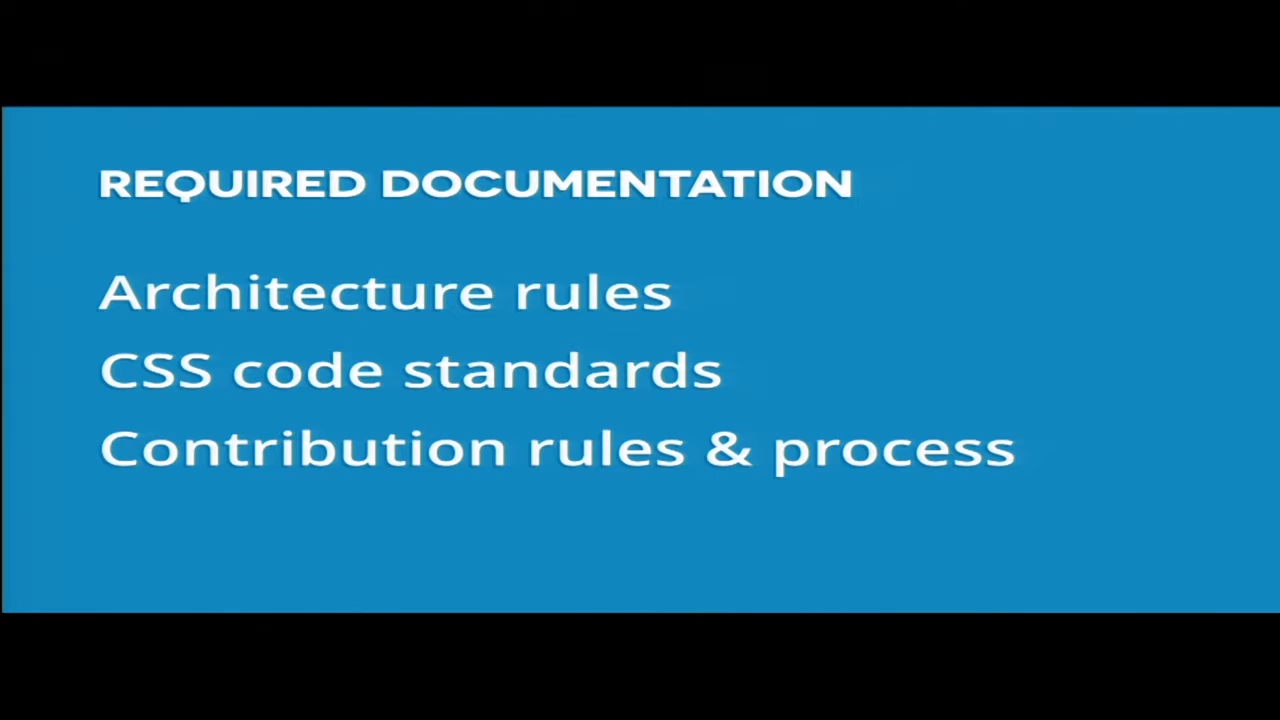 REQUIRED DOCUMENTATION
Architecture rules
CSS code standards
Contribution rules & process